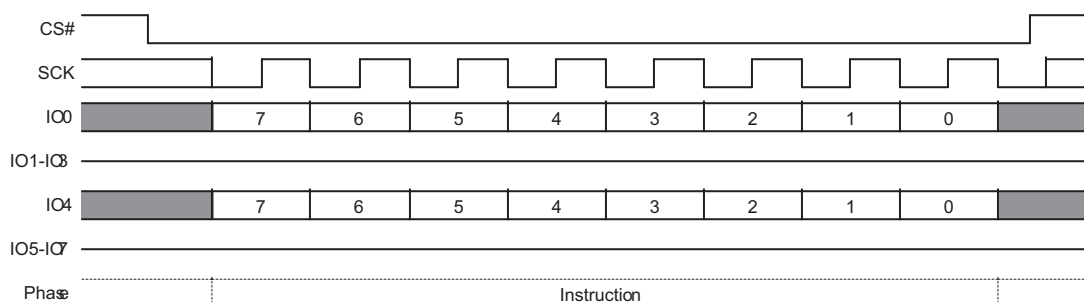 CS#
SCK
IO0 7 6 5 4 3 2 1 0
IO1-IO3
IO4 7 6 5 4 3 2 1 0
IO5-IO7
Phase Instruction